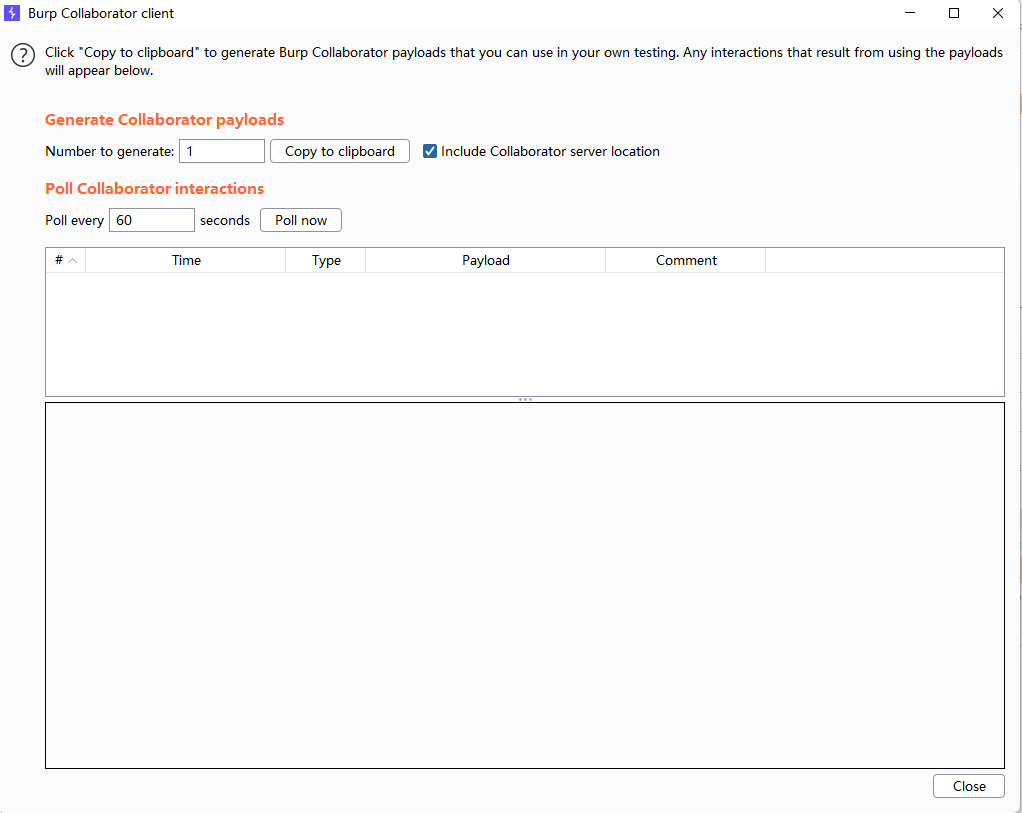 Burp Collaborator client
Click "Copy to clipboard" to generate Burp Collaborator payloads that you can use in your own testing. Any interactions that result from using the payloads
will appear below.
Generate Collaborator payloads
Number to generate: 1 Copy to clipboard Include Collaborator server location
Poll Collaborator interactions
Poll every 60 seconds Poll now
# Time Type Payload Comment
Close